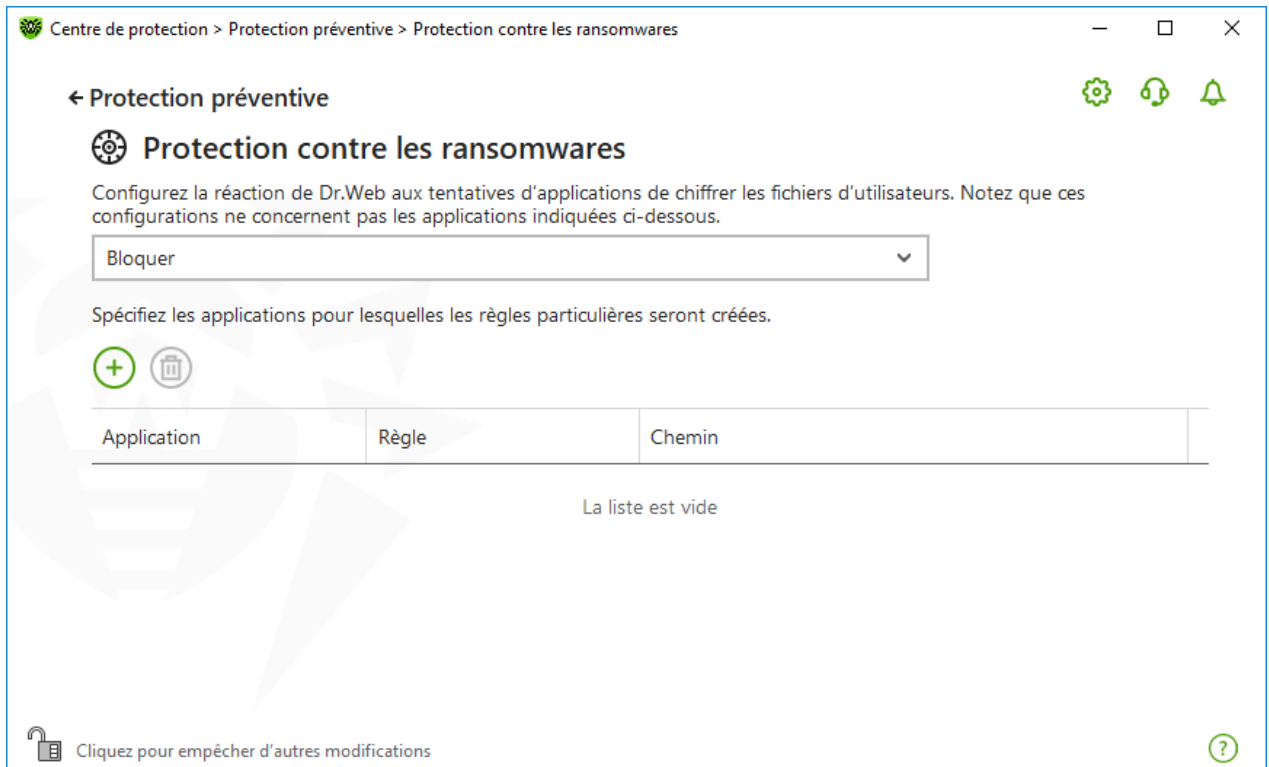 Centre de protection > Protection préventive > Protection contre les ransomwares
Protection préventive
Protection contre les ransomwares
Configurez la réaction de Dr.Web aux tentatives d'applications de chiffrer les fichiers d'utilisateurs. Notez que ces
configurations ne concernent pas les applications indiquées ci-dessous.
Bloquer
Spécifiez les applications pour lesquelles les règles particulières seront créées.
Application Règle Chemin
La liste est vide
Cliquez pour empêcher d'autres modifications
?